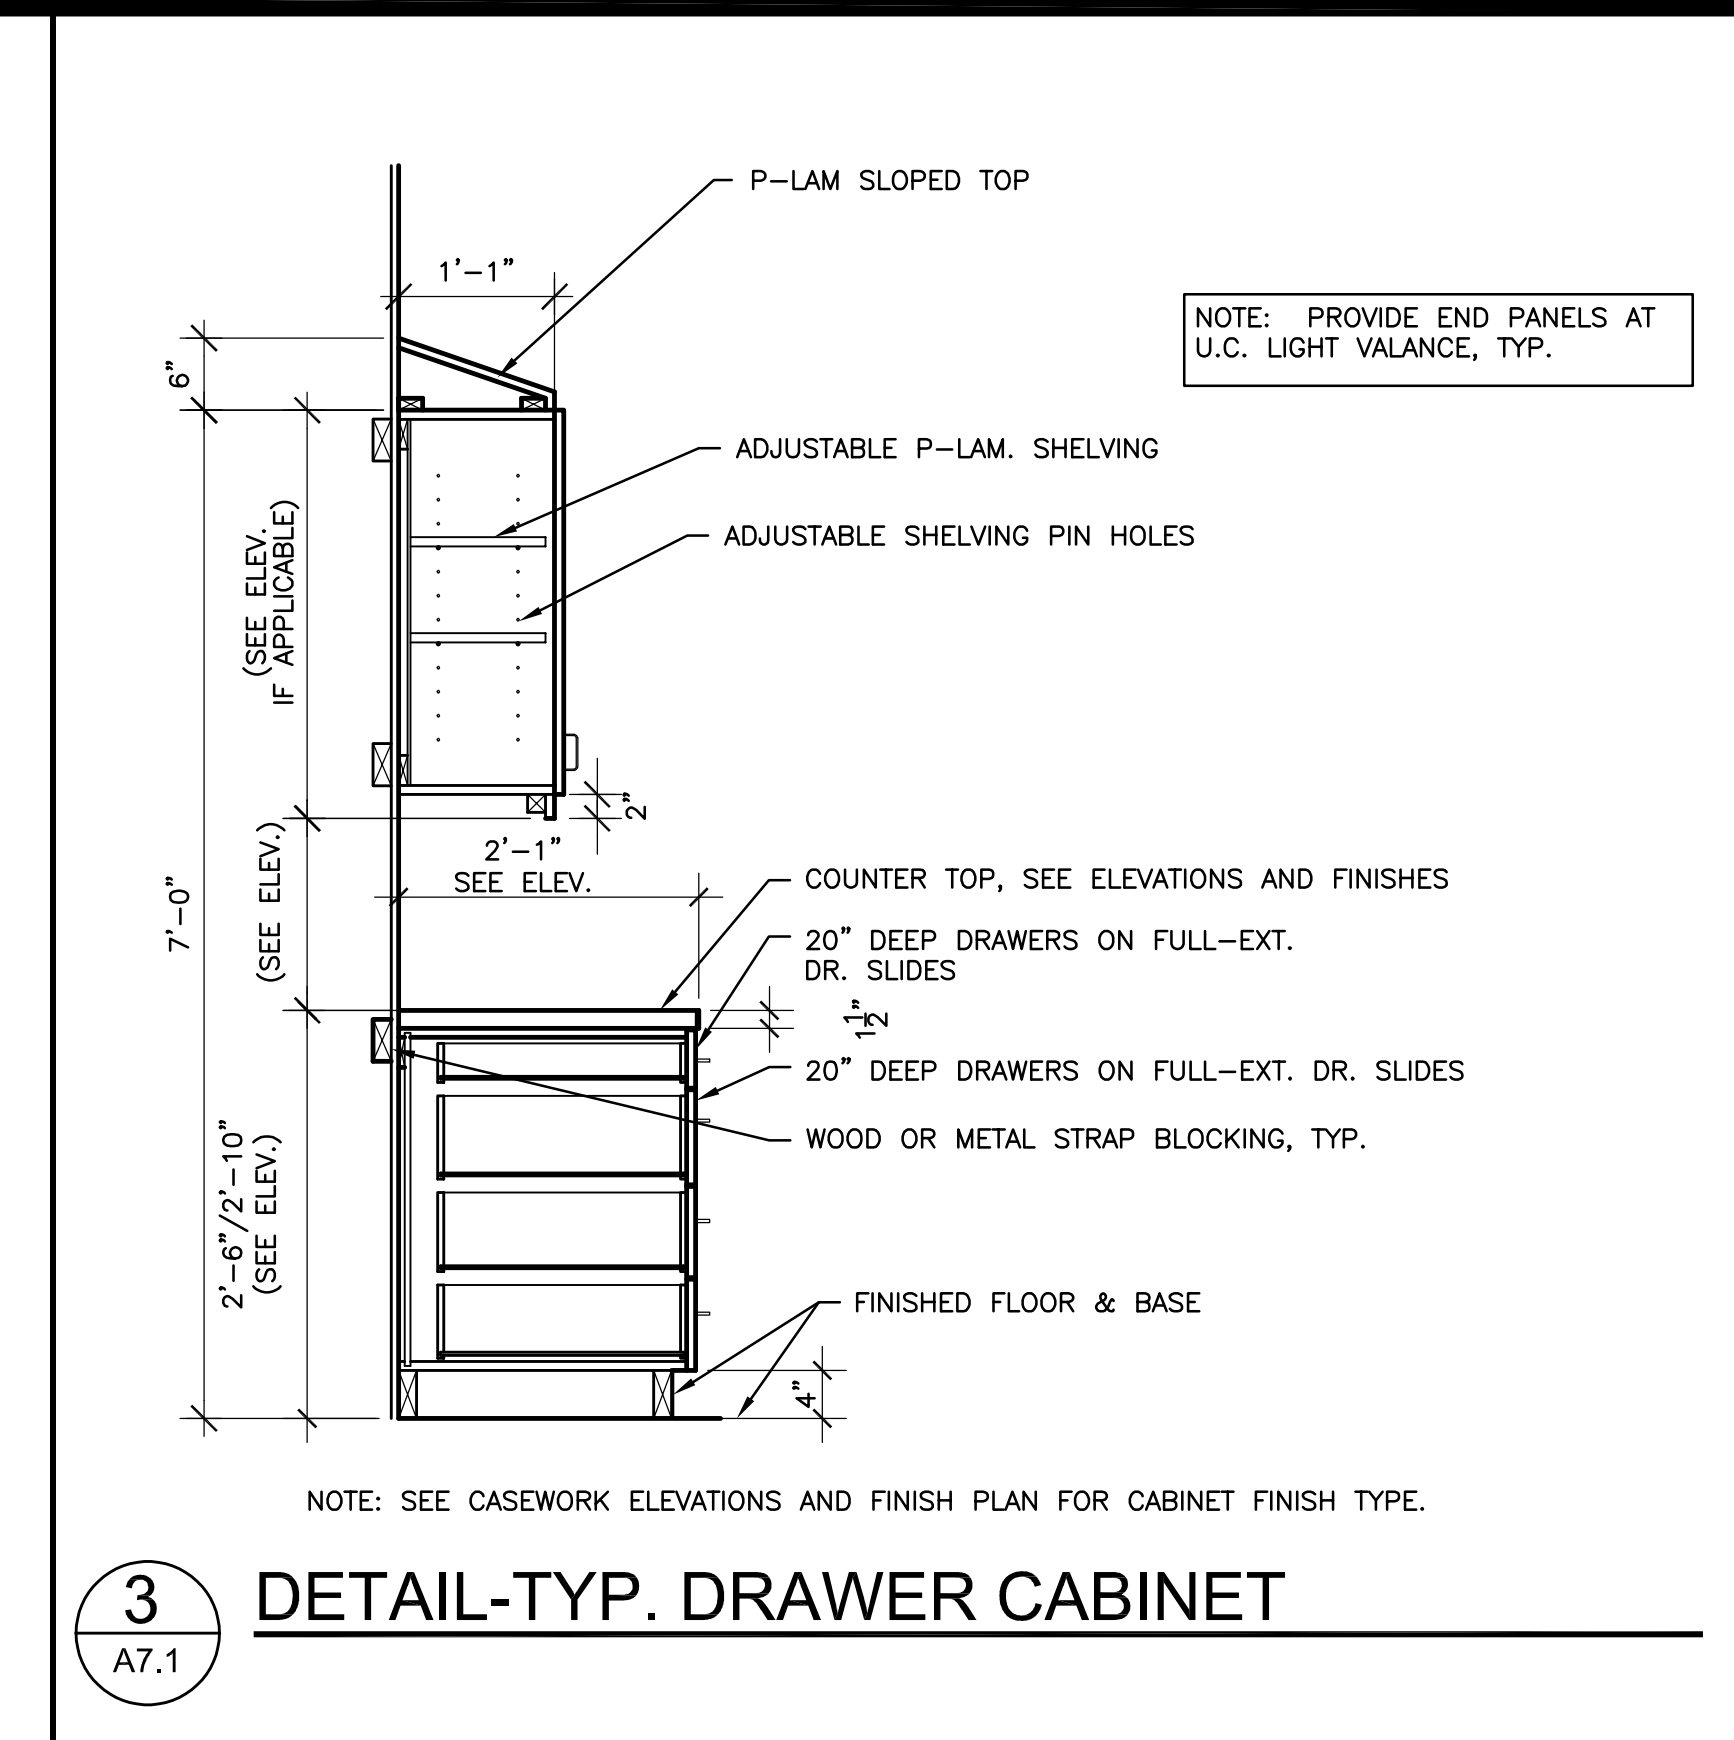 P-LAM SLOPED TOP
1'-1"
NOTE: PROVIDE END PANELS AT
U.C. LIGHT VALANCE, TYP.
6"
ADJUSTABLE P-LAM. SHELVING
ADJUSTABLE SHELVING PIN HOLES
(SEE ELEV.
IF APPLICABLE)
2"
2'-1"
SEE ELEV.
(SEE ELEV.)
7'-0"
COUNTER TOP, SEE ELEVATIONS AND FINISHES
20" DEEP DRAWERS ON FULL-EXT.
DR. SLIDES
1 1/2"
20" DEEP DRAWERS ON FULL-EXT. DR. SLIDES
WOOD OR METAL STRAP BLOCKING, TYP.
2'-6"/2'-10"
(SEE ELEV.)
FINISHED FLOOR & BASE
4"
NOTE: SEE CASEWORK ELEVATIONS AND FINISH PLAN FOR CABINET FINISH TYPE.
3
A7.1
DETAIL-TYP. DRAWER CABINET